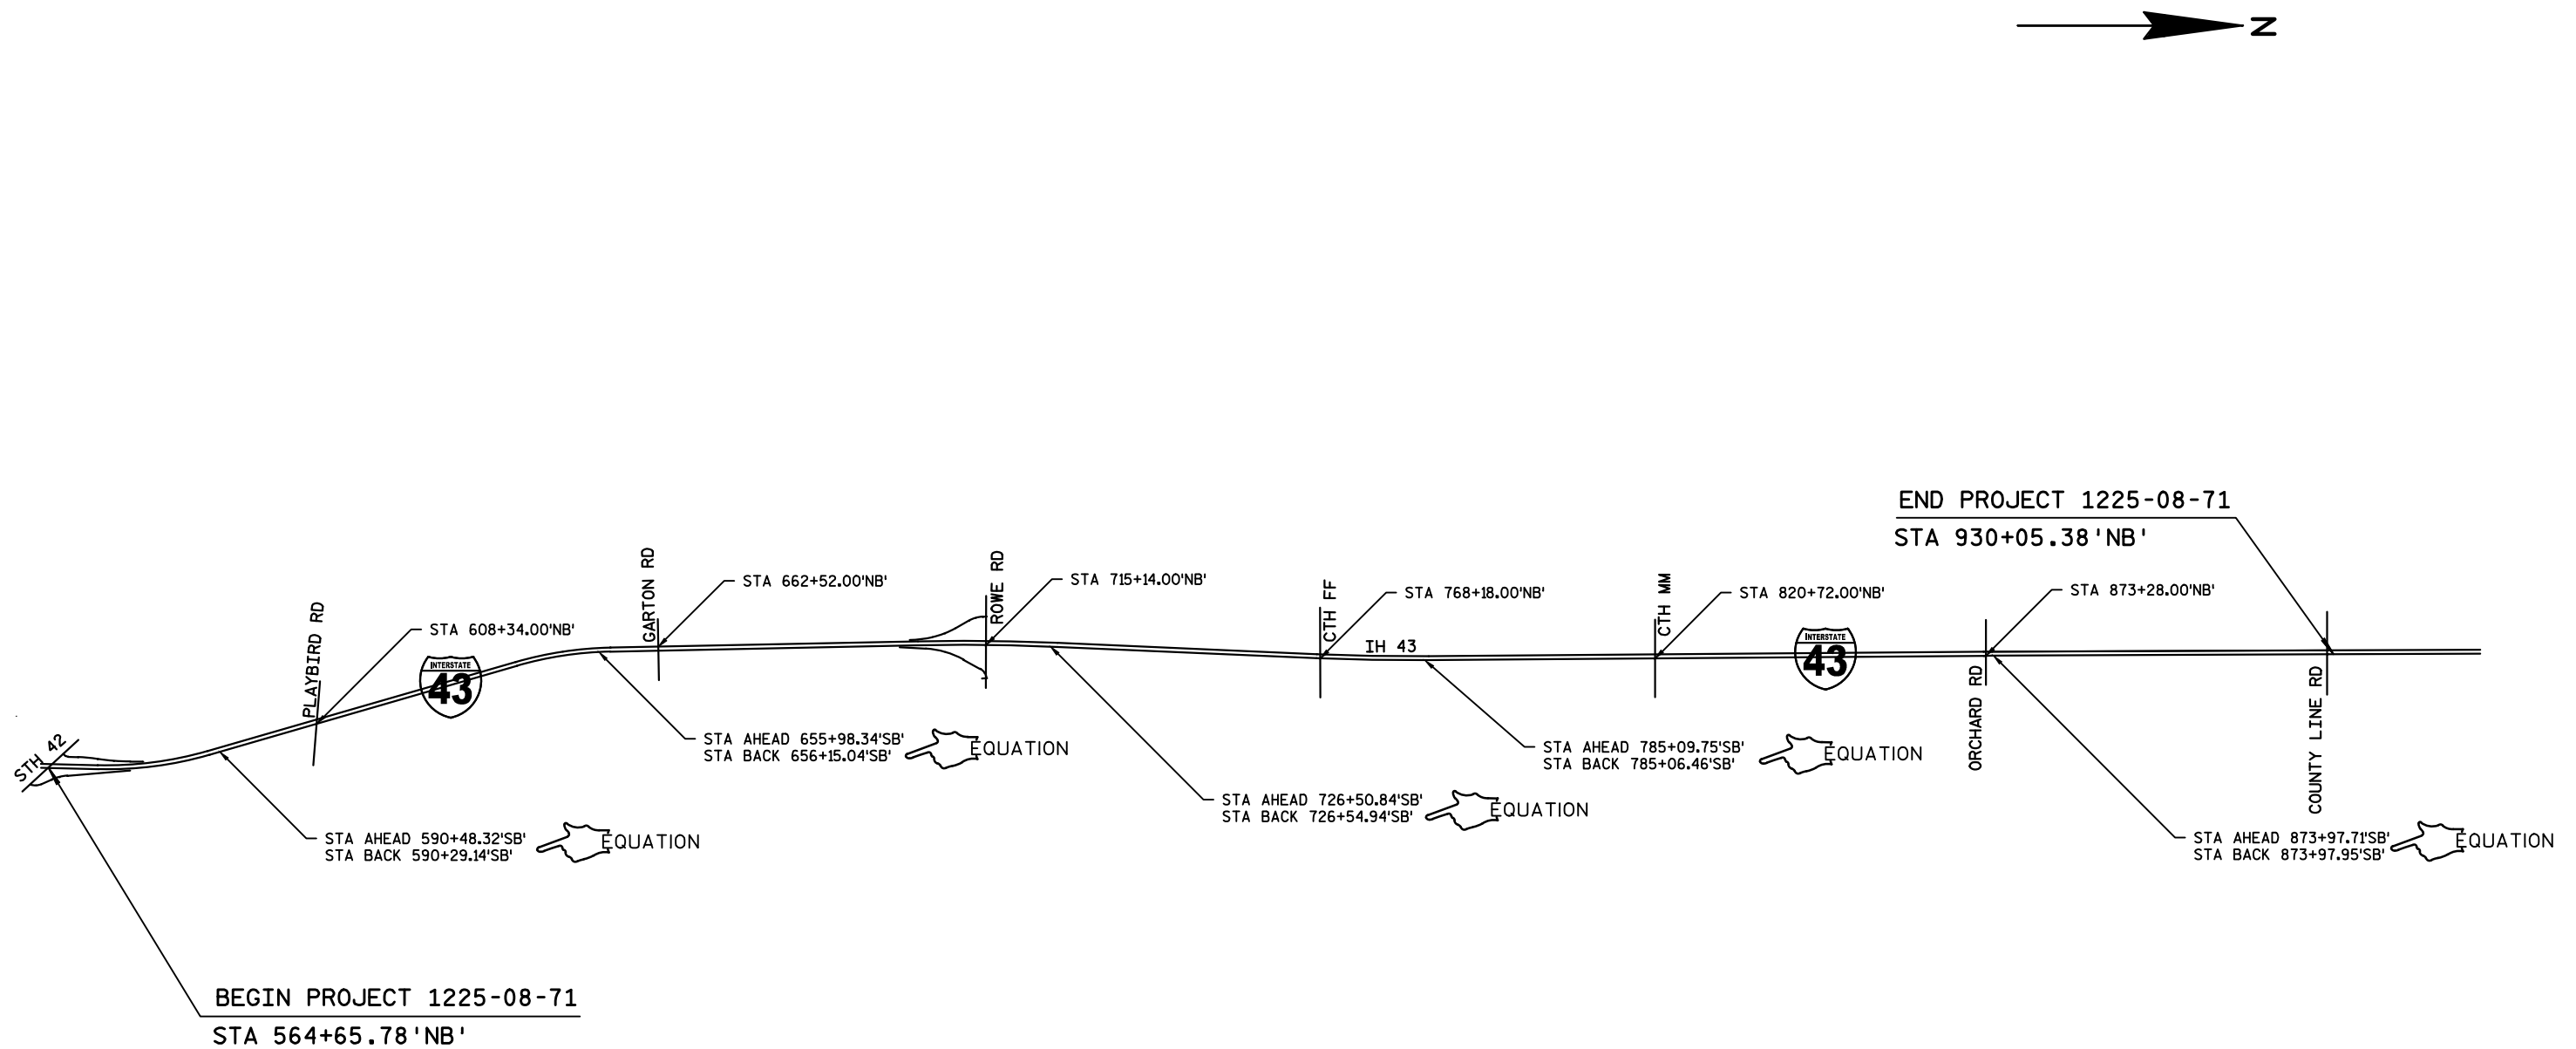 N
END PROJECT 1225-08-71
STA 930+05.38'NB'
GARTON RD
STA 662+52.00'NB'
ROWE RD
STA 715+14.00'NB'
CTH FF
STA 768+18.00'NB'
CTH MM
STA 820+72.00'NB'
STA 873+28.00'NB'
PLAYBIRD RD
STA 608+34.00'NB'
INTERSTATE
43
IH 43
INTERSTATE
43
ORCHARD RD
COUNTY LINE RD
STH 42
STA AHEAD 655+98.34'SB'
STA BACK 656+15.04'SB'
EQUATION
STA AHEAD 785+09.75'SB'
STA BACK 785+06.46'SB'
EQUATION
STA AHEAD 726+50.84'SB'
STA BACK 726+54.94'SB'
EQUATION
STA AHEAD 590+48.32'SB'
STA BACK 590+29.14'SB'
EQUATION
STA AHEAD 873+97.71'SB'
STA BACK 873+97.95'SB'
EQUATION
BEGIN PROJECT 1225-08-71
STA 564+65.78'NB'